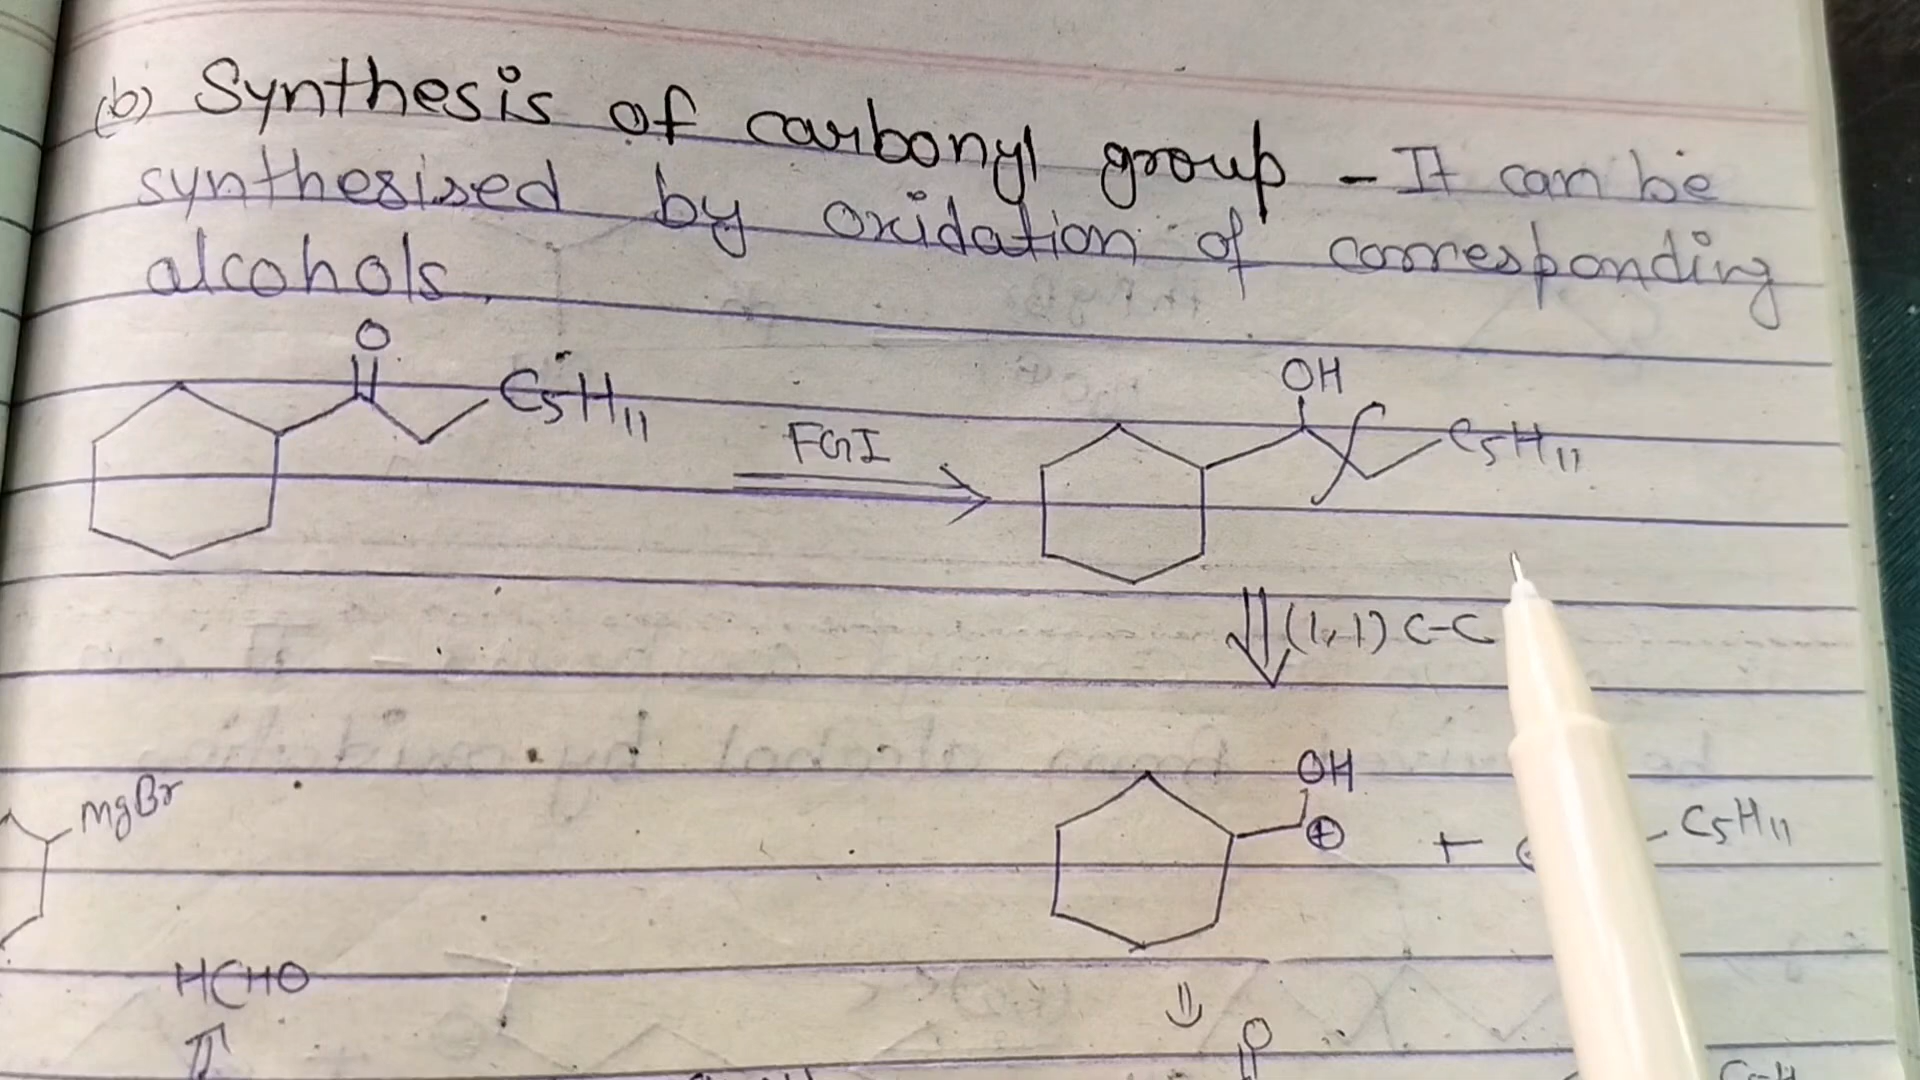 (b) Synthesis of carbonyl group - It can be
synthesised by oxidation of corresponding
alcohols.
O
C5H11
FGI
OH
C5H11
(1,1) C-C
MgBr
OH
⊕
+
C5H11
HCHO
O